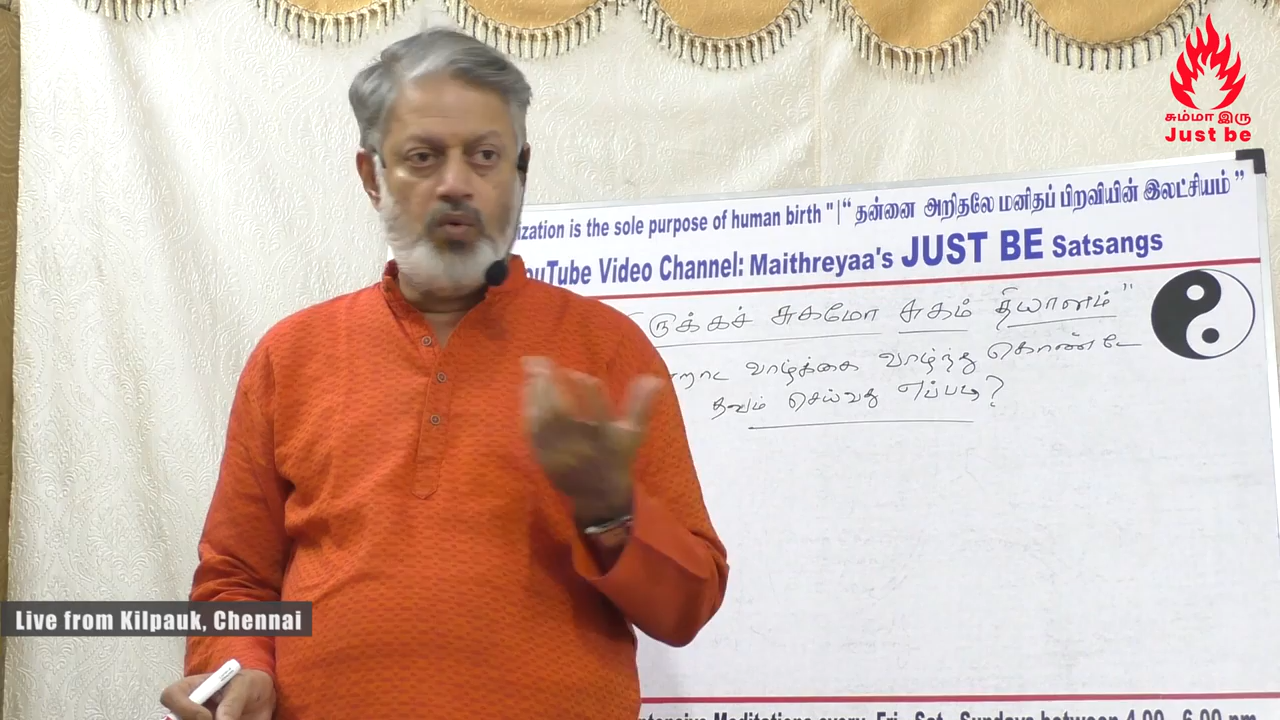 சும்மா இரு
Just be
ization is the sole purpose of human birth " | “ தன்னை அறிதலே மனிதப் பிறவியின் இலட்சியம் ”
ouTube Video Channel: Maithreyaa's JUST BE Satsangs
ருக்கச் சுகமோ சுகம் தியானம் "
றாட வாழ்க்கை வாழ்ந்து கொண்டே
தவம் செய்வது எப்படி?
Live from Kilpauk, Chennai
Intensive Meditations every Fri, Sat, Sundays between 4.00 - 6.00 pm